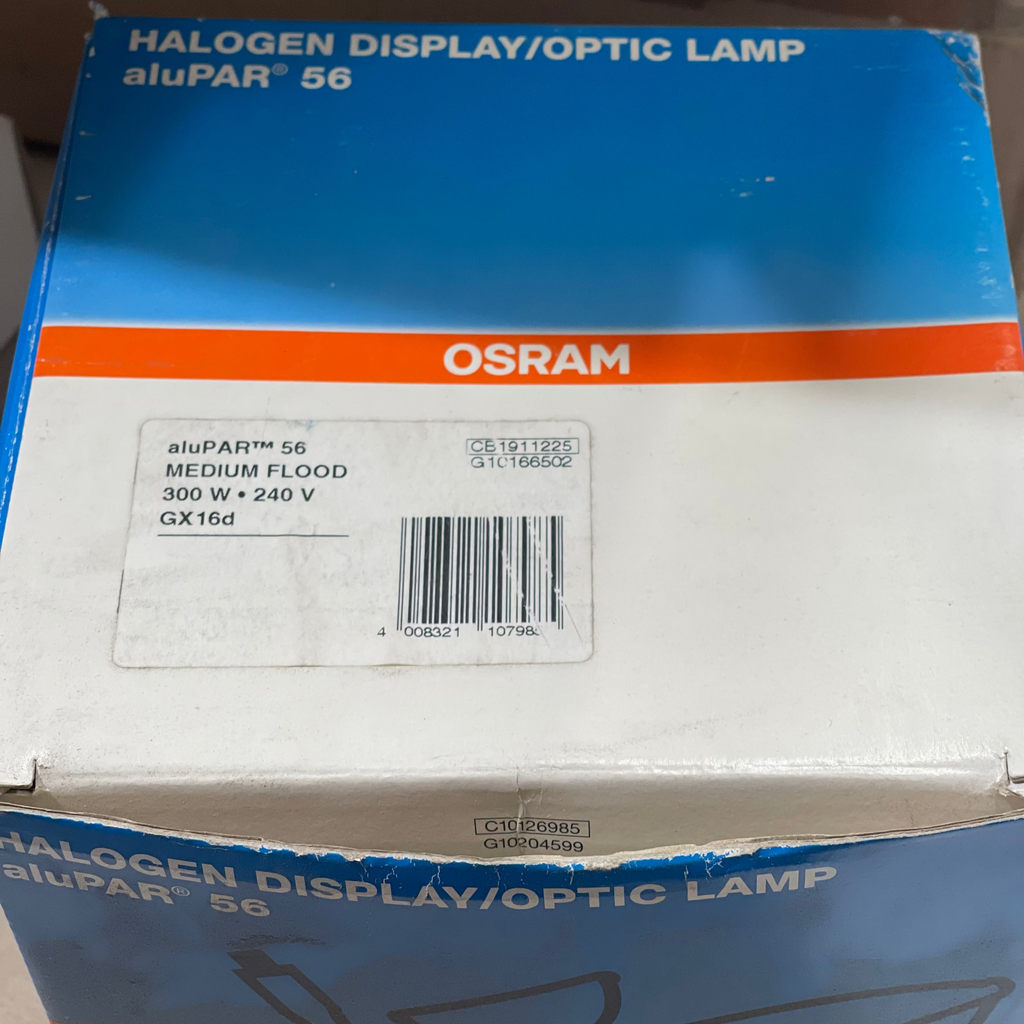 HALOGEN DISPLAY/OPTIC LAMP
aluPAR® 56
OSRAM
aluPAR™ 56
MEDIUM FLOOD
300 W • 240 V
GX16d
CB1911225
G10166502
4 008321
C10126985
G10204599
HALOGEN DISPLAY/OPTIC LAMP
aluPAR® 56